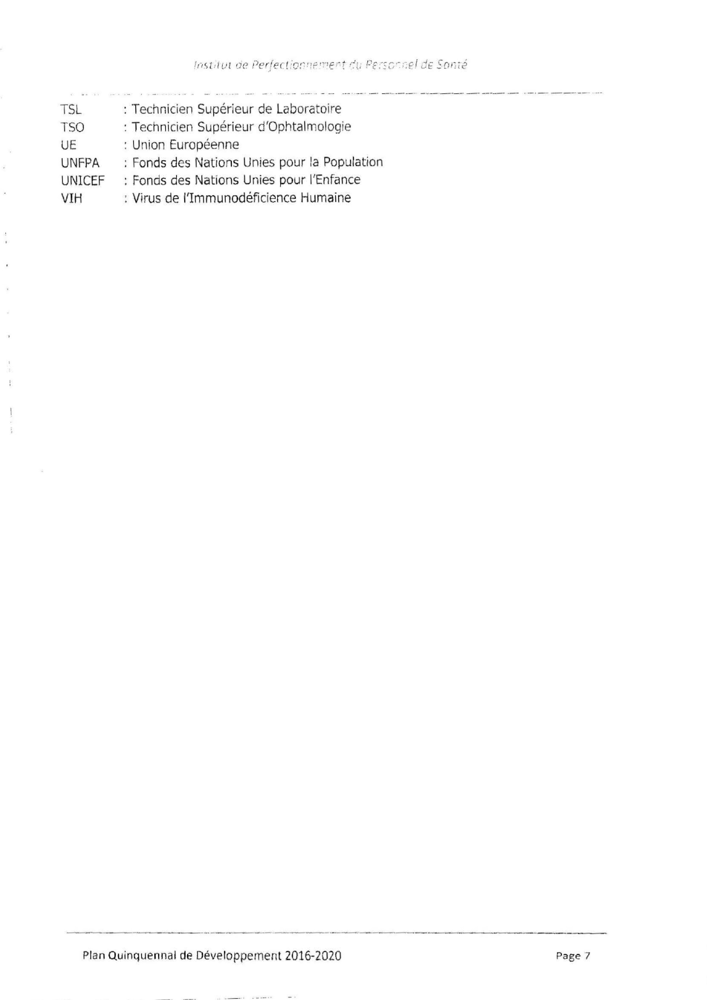 Institut de Perfectionnement du Personnel de Santé
TSL : Technicien Supérieur de Laboratoire
TSO : Technicien Supérieur d'Ophtalmologie
UE : Union Européenne
UNFPA : Fonds des Nations Unies pour la Population
UNICEF : Fonds des Nations Unies pour l'Enfance
VIH : Virus de l'Immunodéficience Humaine
Plan Quinquennal de Développement 2016-2020 Page 7